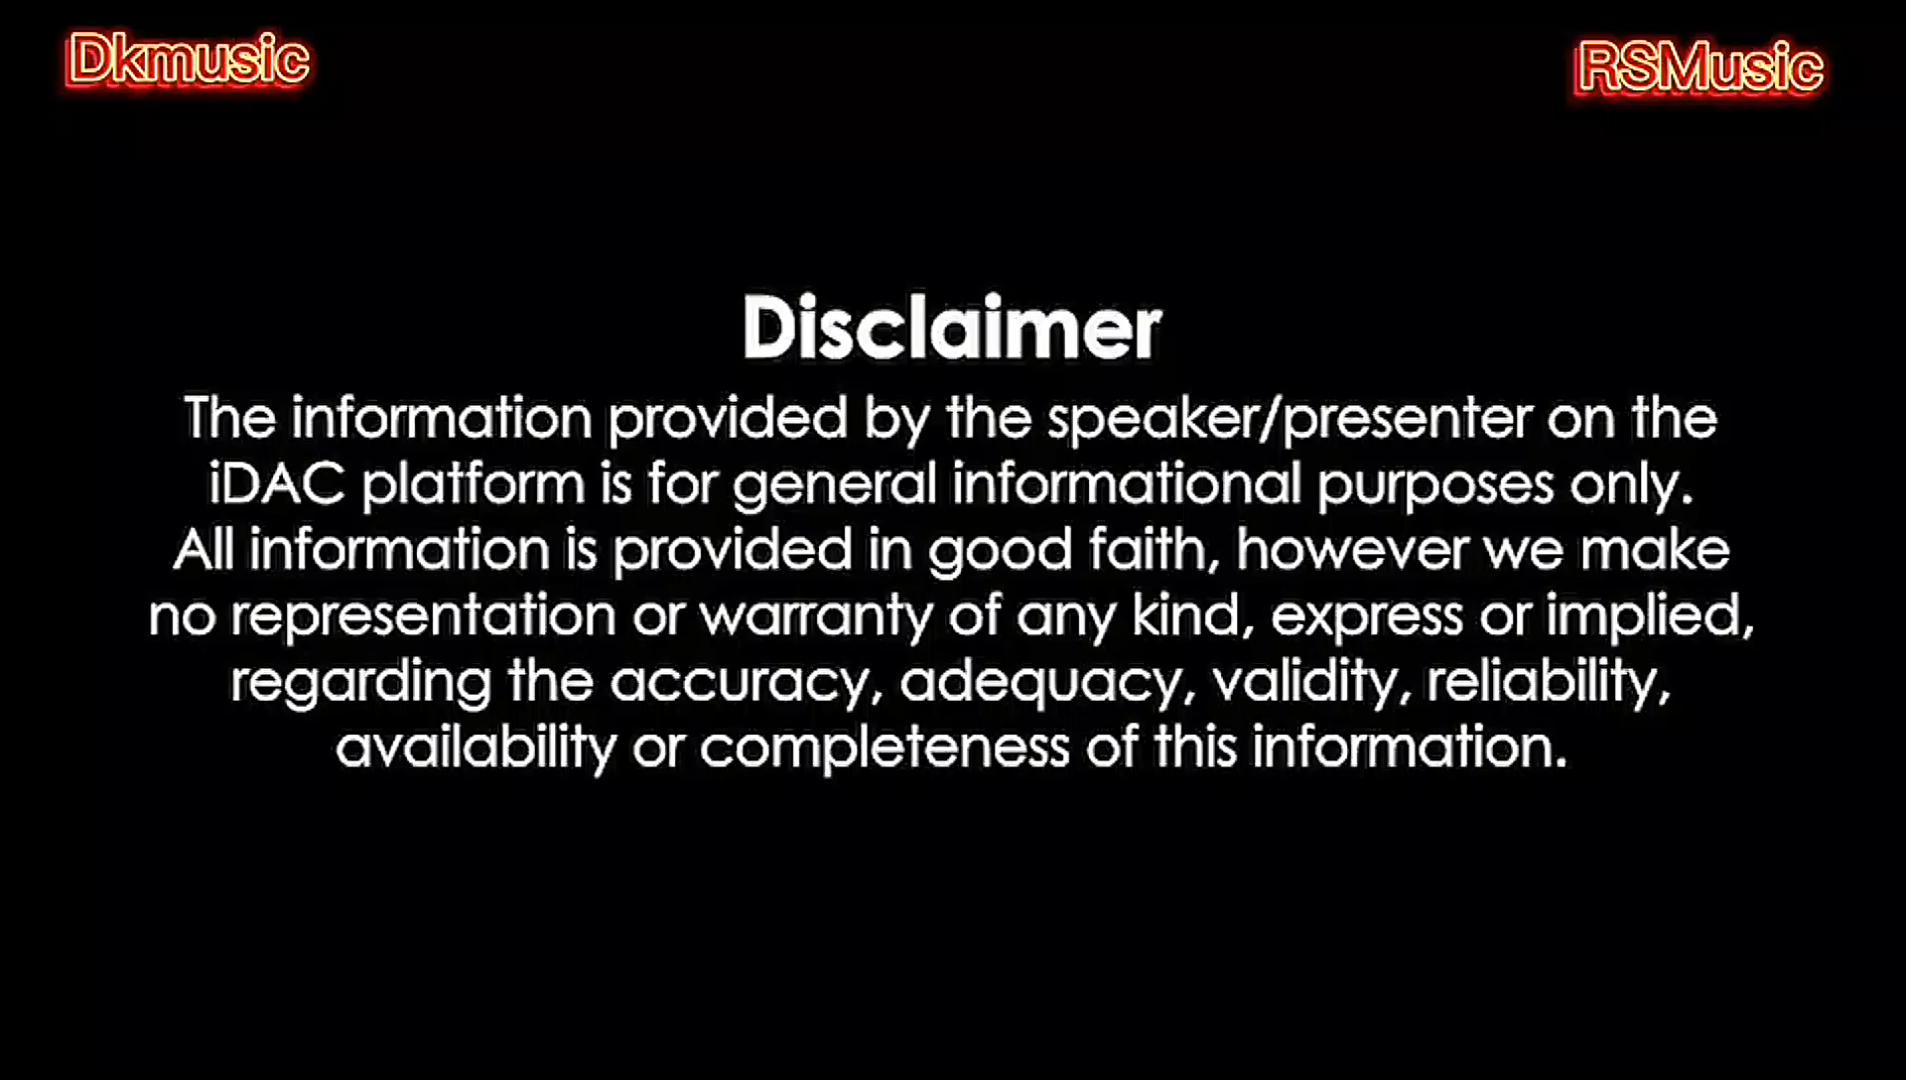 Dkmusic
RSMusic
Disclaimer
The information provided by the speaker/presenter on the
iDAC platform is for general informational purposes only.
All information is provided in good faith, however we make
no representation or warranty of any kind, express or implied,
regarding the accuracy, adequacy, validity, reliability,
availability or completeness of this information.